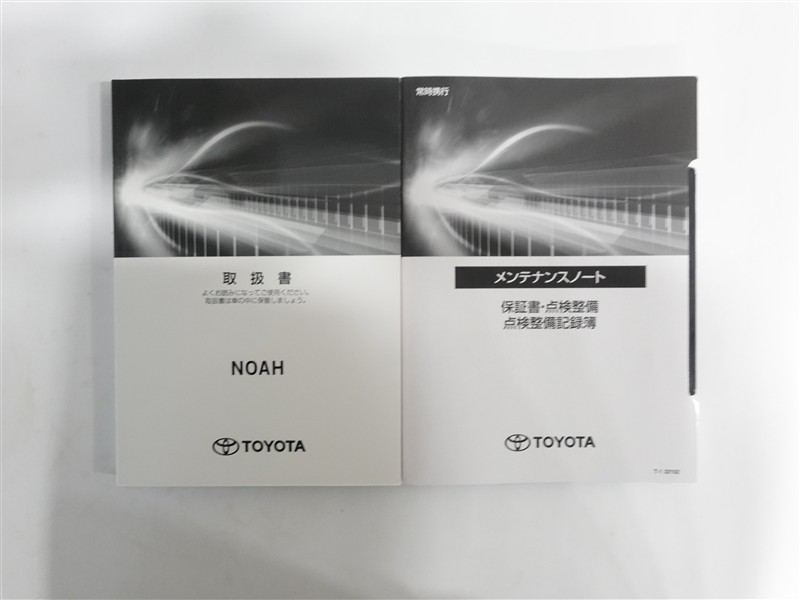 取扱書
よくお読みになってご使用ください。
取扱書は車の中に保管しましょう。
NOAH
TOYOTA
常時携行
メンテナンスノート
保証書・点検整備
点検整備記録簿
TOYOTA